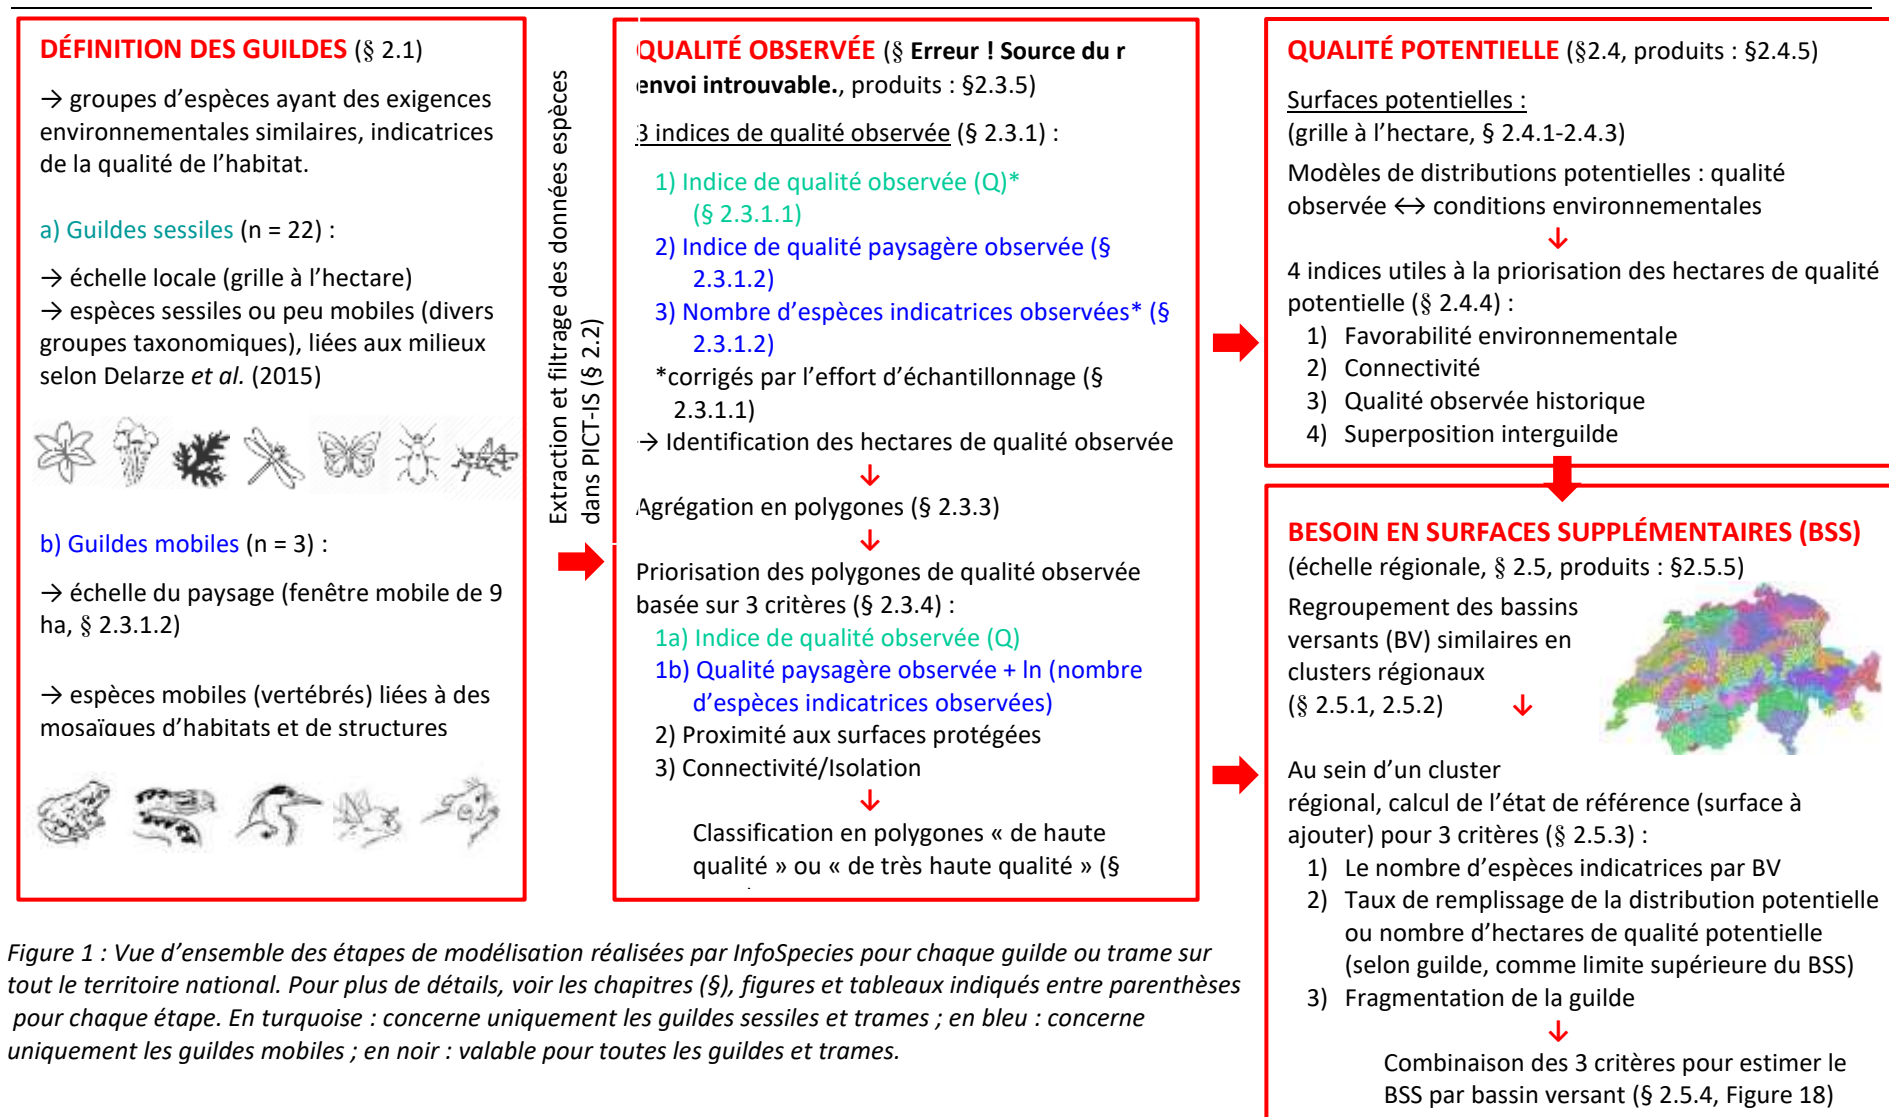 DÉFINITION DES GUILDES (§ 2.1)
→ groupes d'espèces ayant des exigences
environnementales similaires, indicatrices
de la qualité de l'habitat.
a) Guildes sessiles (n = 22) :
→ échelle locale (grille à l'hectare)
→ espèces sessiles ou peu mobiles (divers
groupes taxonomiques), liées aux milieux
selon Delarze et al. (2015)
b) Guildes mobiles (n = 3) :
→ échelle du paysage (fenêtre mobile de 9
ha, § 2.3.1.2)
→ espèces mobiles (vertébrés) liées à des
mosaïques d'habitats et de structures
Extraction et filtrage des données espèces
dans PICT-IS (§ 2.2)
QUALITÉ OBSERVÉE (§ Erreur ! Source du r
envoi introuvable., produits : §2.3.5)
3 indices de qualité observée (§ 2.3.1) :
1) Indice de qualité observée (Q)*
(§ 2.3.1.1)
2) Indice de qualité paysagère observée (§
2.3.1.2)
3) Nombre d'espèces indicatrices observées* (§
2.3.1.2)
*corrigés par l'effort d'échantillonnage (§
2.3.1.1)
→ Identification des hectares de qualité observée
↓
Agrégation en polygones (§ 2.3.3)
↓
Priorisation des polygones de qualité observée
basée sur 3 critères (§ 2.3.4) :
1a) Indice de qualité observée (Q)
1b) Qualité paysagère observée + ln (nombre
d'espèces indicatrices observées)
2) Proximité aux surfaces protégées
3) Connectivité/Isolation
↓
Classification en polygones « de haute
qualité » ou « de très haute qualité » (§
QUALITÉ POTENTIELLE (§2.4, produits : §2.4.5)
Surfaces potentielles :
(grille à l'hectare, § 2.4.1-2.4.3)
Modèles de distributions potentielles : qualité
observée ↔ conditions environnementales
↓
4 indices utiles à la priorisation des hectares de qualité
potentielle (§ 2.4.4) :
1) Favorabilité environnementale
2) Connectivité
3) Qualité observée historique
4) Superposition interguilde
BESOIN EN SURFACES SUPPLÉMENTAIRES (BSS)
(échelle régionale, § 2.5, produits : §2.5.5)
Regroupement des bassins
versants (BV) similaires en
clusters régionaux
(§ 2.5.1, 2.5.2) ↓
Au sein d'un cluster
régional, calcul de l'état de référence (surface à
ajouter) pour 3 critères (§ 2.5.3) :
1) Le nombre d'espèces indicatrices par BV
2) Taux de remplissage de la distribution potentielle
ou nombre d'hectares de qualité potentielle
(selon guilde, comme limite supérieure du BSS)
3) Fragmentation de la guilde
↓
Combinaison des 3 critères pour estimer le
BSS par bassin versant (§ 2.5.4, Figure 18)
Figure 1 : Vue d'ensemble des étapes de modélisation réalisées par InfoSpecies pour chaque guilde ou trame sur
tout le territoire national. Pour plus de détails, voir les chapitres (§), figures et tableaux indiqués entre parenthèses
pour chaque étape. En turquoise : concerne uniquement les guildes sessiles et trames ; en bleu : concerne
uniquement les guildes mobiles ; en noir : valable pour toutes les guildes et trames.